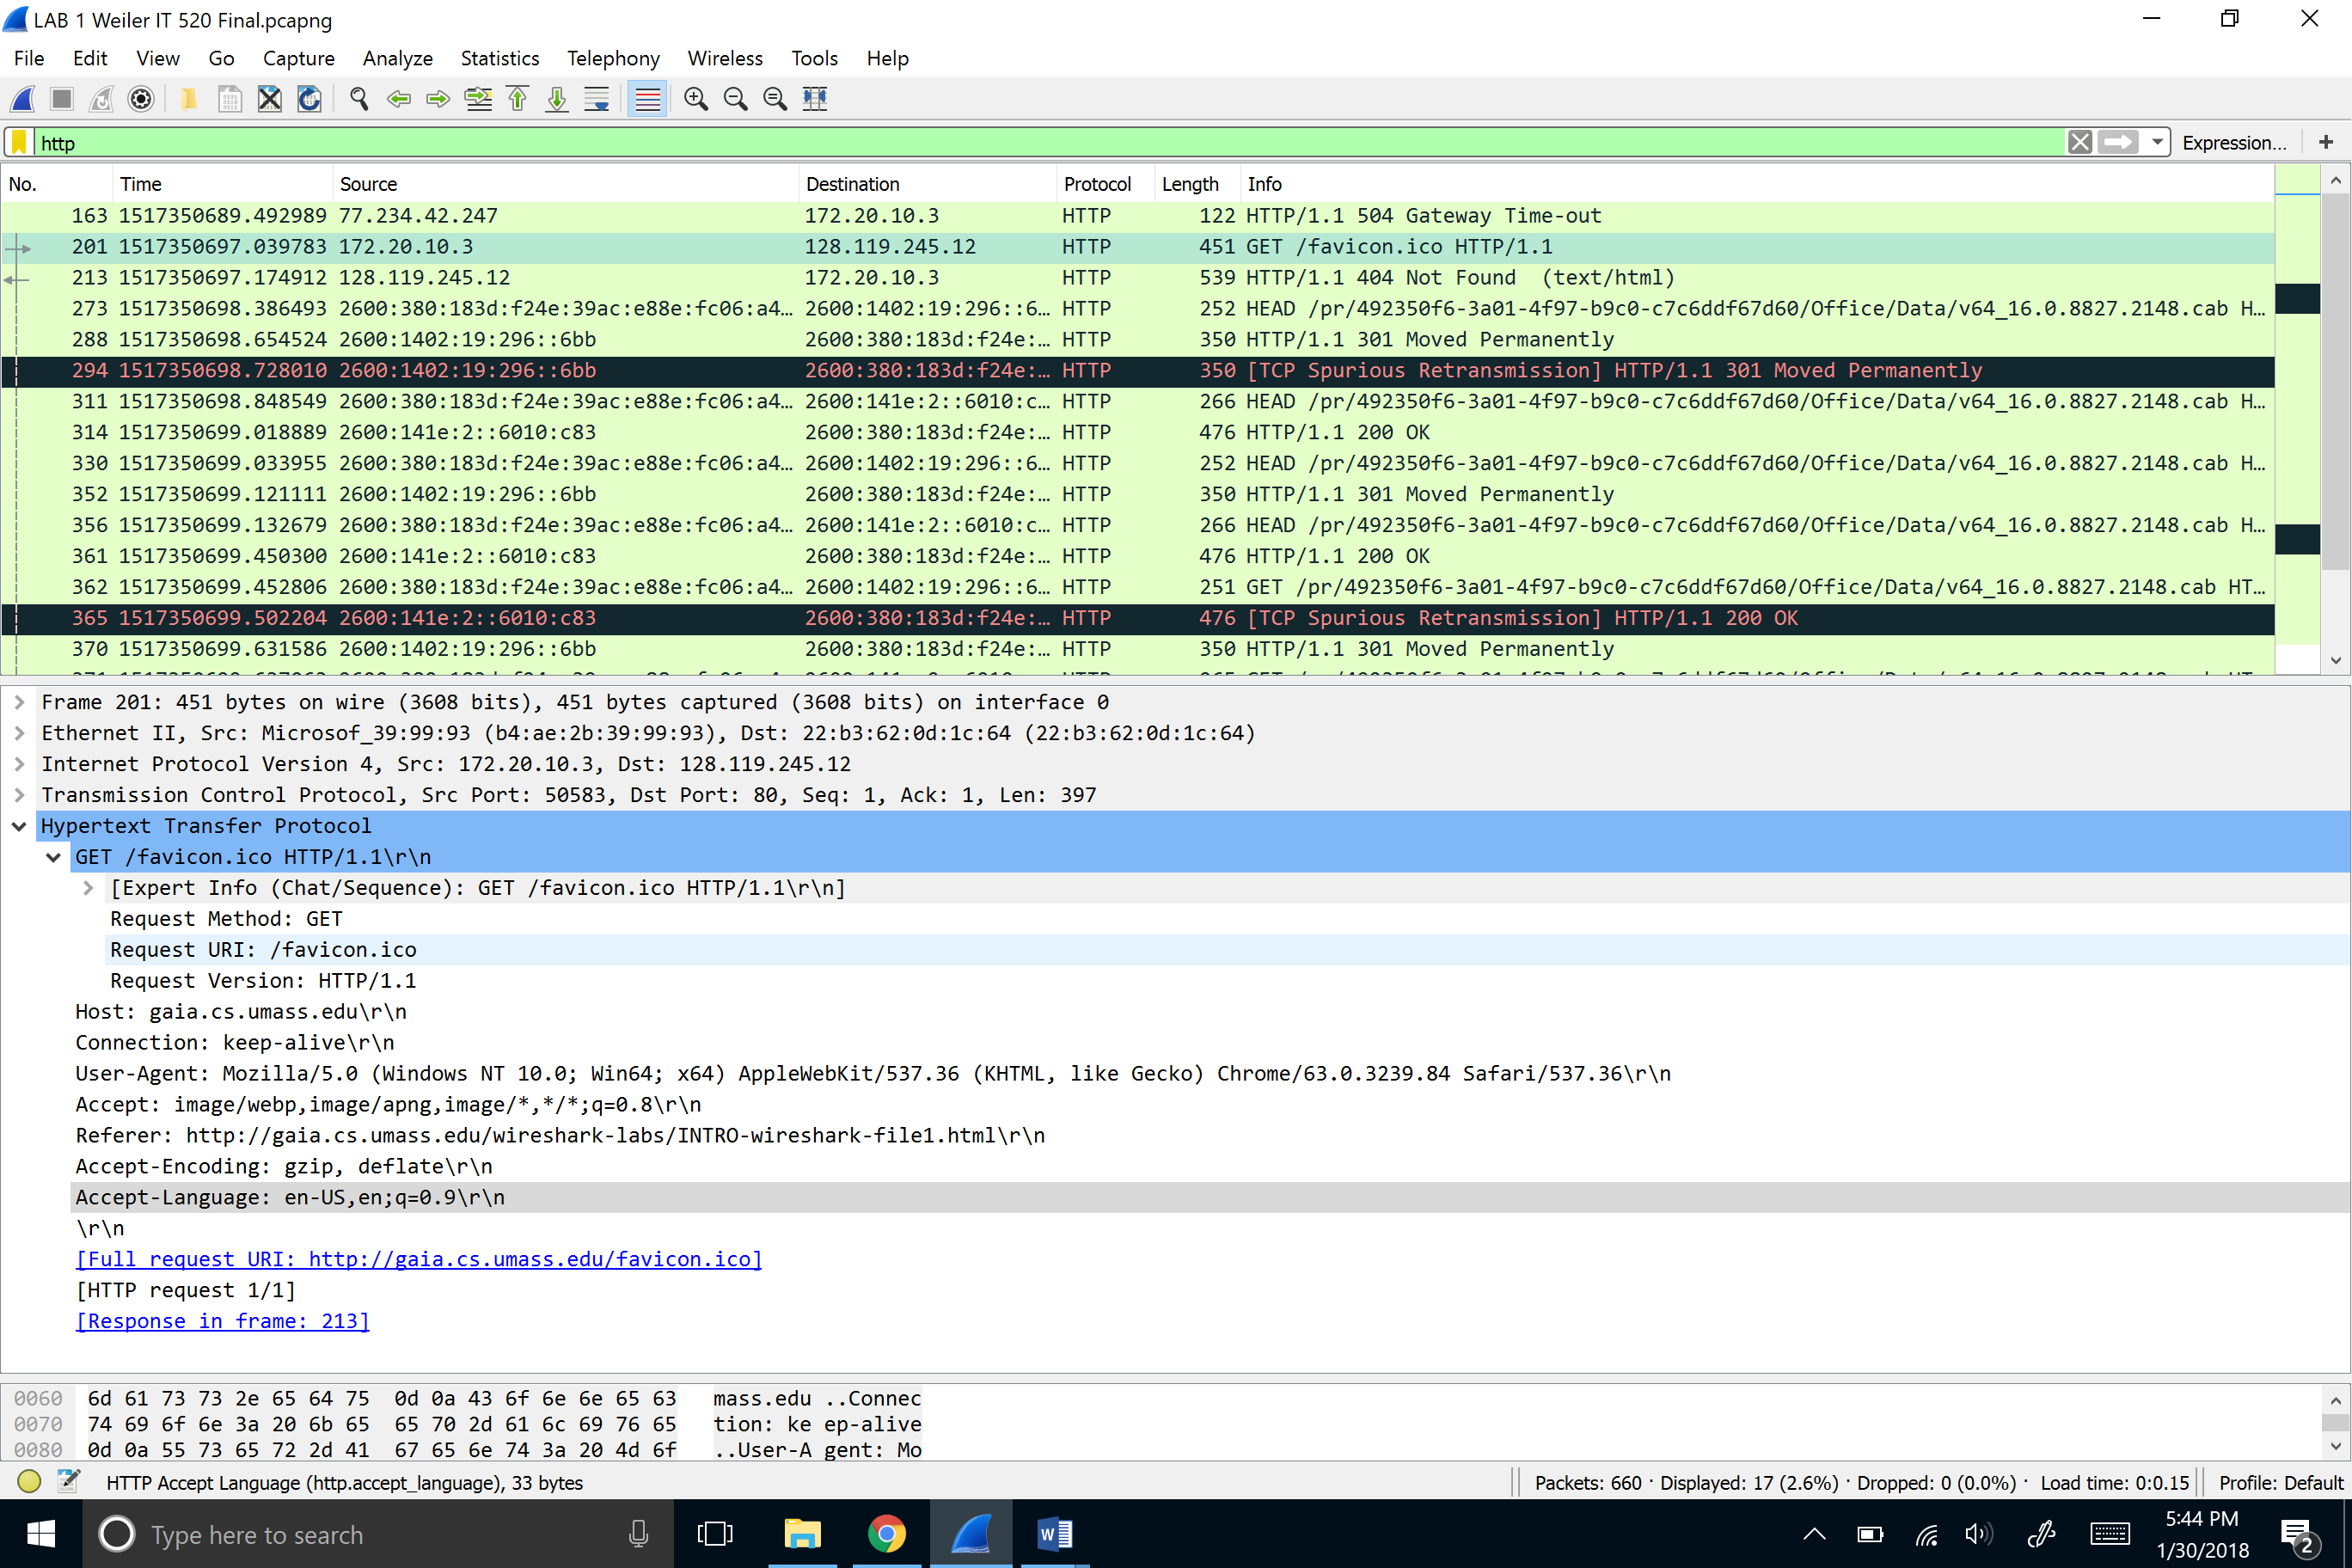 LAB 1 Weiler IT 520 Final.pcapng
File Edit View Go Capture Analyze Statistics Telephony Wireless Tools Help
http Expression... +
No. Time Source Destination Protocol Length Info
163 1517350689.492989 77.234.42.247 172.20.10.3 HTTP 122 HTTP/1.1 504 Gateway Time-out
201 1517350697.039783 172.20.10.3 128.119.245.12 HTTP 451 GET /favicon.ico HTTP/1.1
213 1517350697.174912 128.119.245.12 172.20.10.3 HTTP 539 HTTP/1.1 404 Not Found (text/html)
273 1517350698.386493 2600:380:183d:f24e:39ac:e88e:fc06:a4… 2600:1402:19:296::6… HTTP 252 HEAD /pr/492350f6-3a01-4f97-b9c0-c7c6ddf67d60/Office/Data/v64_16.0.8827.2148.cab H…
288 1517350698.654524 2600:1402:19:296::6bb 2600:380:183d:f24e:… HTTP 350 HTTP/1.1 301 Moved Permanently
294 1517350698.728010 2600:1402:19:296::6bb 2600:380:183d:f24e:… HTTP 350 [TCP Spurious Retransmission] HTTP/1.1 301 Moved Permanently
311 1517350698.848549 2600:380:183d:f24e:39ac:e88e:fc06:a4… 2600:141e:2::6010:c… HTTP 266 HEAD /pr/492350f6-3a01-4f97-b9c0-c7c6ddf67d60/Office/Data/v64_16.0.8827.2148.cab H…
314 1517350699.018889 2600:141e:2::6010:c83 2600:380:183d:f24e:… HTTP 476 HTTP/1.1 200 OK
330 1517350699.033955 2600:380:183d:f24e:39ac:e88e:fc06:a4… 2600:1402:19:296::6… HTTP 252 HEAD /pr/492350f6-3a01-4f97-b9c0-c7c6ddf67d60/Office/Data/v64_16.0.8827.2148.cab H…
352 1517350699.121111 2600:1402:19:296::6bb 2600:380:183d:f24e:… HTTP 350 HTTP/1.1 301 Moved Permanently
356 1517350699.132679 2600:380:183d:f24e:39ac:e88e:fc06:a4… 2600:141e:2::6010:c… HTTP 266 HEAD /pr/492350f6-3a01-4f97-b9c0-c7c6ddf67d60/Office/Data/v64_16.0.8827.2148.cab H…
361 1517350699.450300 2600:141e:2::6010:c83 2600:380:183d:f24e:… HTTP 476 HTTP/1.1 200 OK
362 1517350699.452806 2600:380:183d:f24e:39ac:e88e:fc06:a4… 2600:1402:19:296::6… HTTP 251 GET /pr/492350f6-3a01-4f97-b9c0-c7c6ddf67d60/Office/Data/v64_16.0.8827.2148.cab HT…
365 1517350699.502204 2600:141e:2::6010:c83 2600:380:183d:f24e:… HTTP 476 [TCP Spurious Retransmission] HTTP/1.1 200 OK
370 1517350699.631586 2600:1402:19:296::6bb 2600:380:183d:f24e:… HTTP 350 HTTP/1.1 301 Moved Permanently
Frame 201: 451 bytes on wire (3608 bits), 451 bytes captured (3608 bits) on interface 0
Ethernet II, Src: Microsof_39:99:93 (b4:ae:2b:39:99:93), Dst: 22:b3:62:0d:1c:64 (22:b3:62:0d:1c:64)
Internet Protocol Version 4, Src: 172.20.10.3, Dst: 128.119.245.12
Transmission Control Protocol, Src Port: 50583, Dst Port: 80, Seq: 1, Ack: 1, Len: 397
Hypertext Transfer Protocol
GET /favicon.ico HTTP/1.1\r\n
[Expert Info (Chat/Sequence): GET /favicon.ico HTTP/1.1\r\n]
Request Method: GET
Request URI: /favicon.ico
Request Version: HTTP/1.1
Host: gaia.cs.umass.edu\r\n
Connection: keep-alive\r\n
User-Agent: Mozilla/5.0 (Windows NT 10.0; Win64; x64) AppleWebKit/537.36 (KHTML, like Gecko) Chrome/63.0.3239.84 Safari/537.36\r\n
Accept: image/webp,image/apng,image/*,*/*;q=0.8\r\n
Referer: http://gaia.cs.umass.edu/wireshark-labs/INTRO-wireshark-file1.html\r\n
Accept-Encoding: gzip, deflate\r\n
Accept-Language: en-US,en;q=0.9\r\n
\r\n
[Full request URI: http://gaia.cs.umass.edu/favicon.ico]
[HTTP request 1/1]
[Response in frame: 213]
0060 6d 61 73 73 2e 65 64 75 0d 0a 43 6f 6e 6e 65 63 mass.edu ..Connec
0070 74 69 6f 6e 3a 20 6b 65 65 70 2d 61 6c 69 76 65 tion: ke ep-alive
0080 0d 0a 55 73 65 72 2d 41 67 65 6e 74 3a 20 4d 6f ..User-A gent: Mo
HTTP Accept Language (http.accept_language), 33 bytes Packets: 660 · Displayed: 17 (2.6%) · Dropped: 0 (0.0%) · Load time: 0:0.15 Profile: Default
Type here to search
5:44 PM
1/30/2018
2